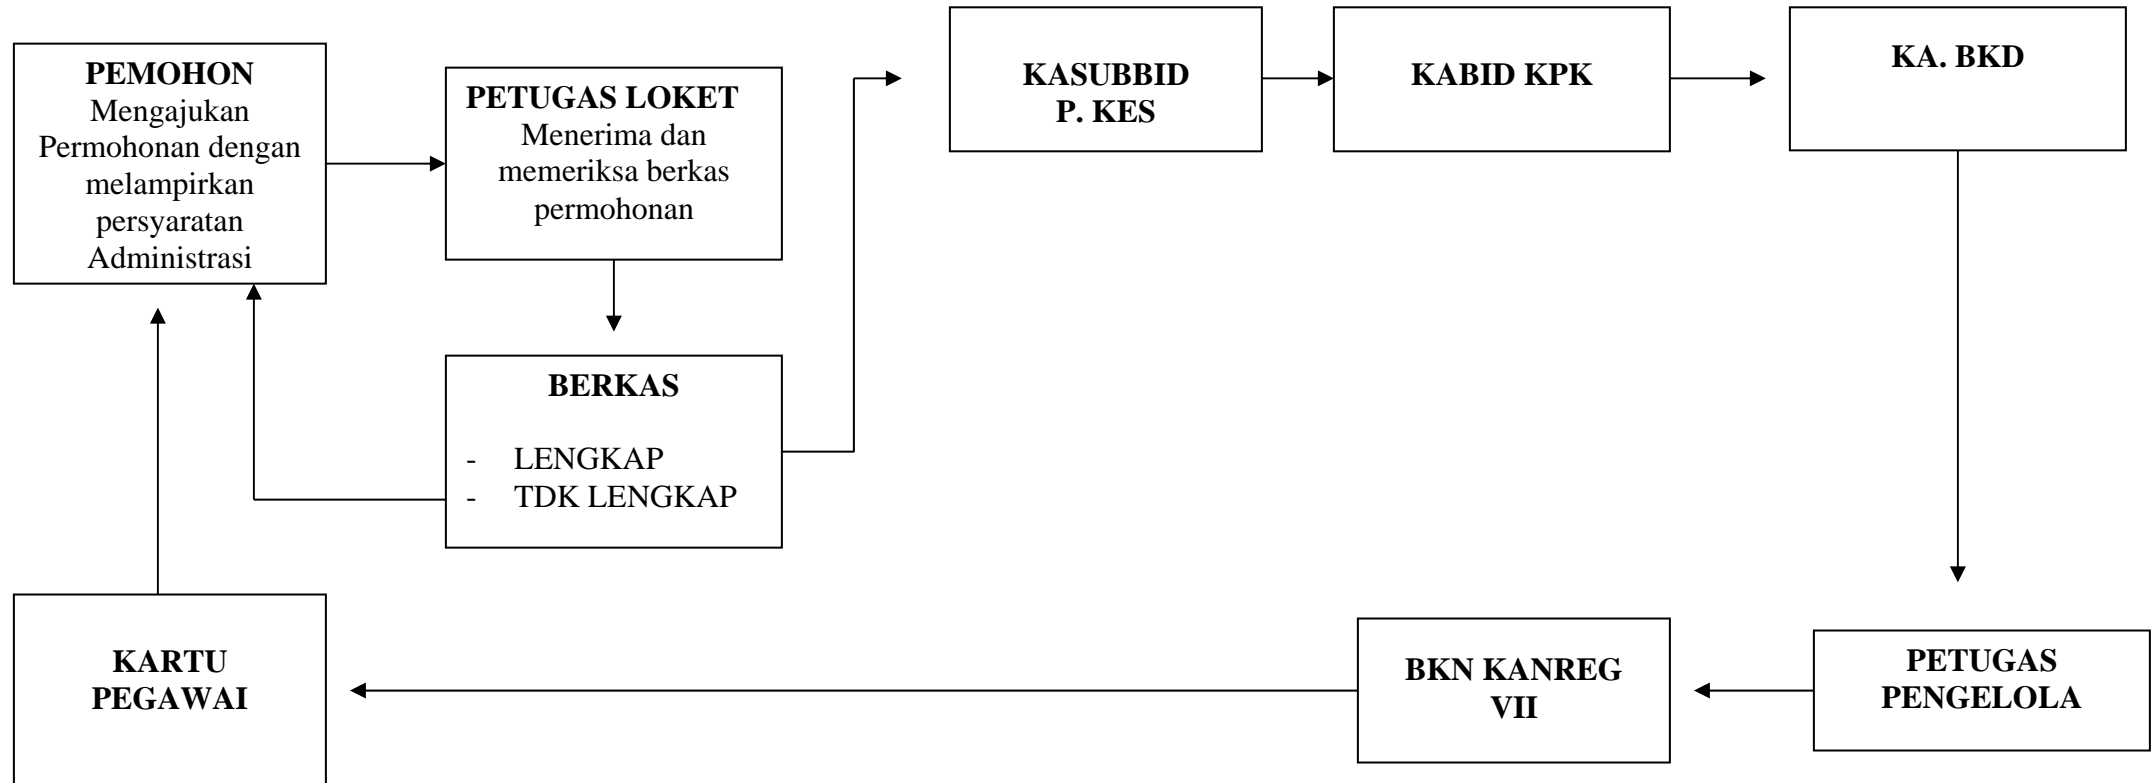 PEMOHON
Mengajukan
Permohonan dengan
melampirkan
persyaratan
Administrasi
PETUGAS LOKET
Menerima dan
memeriksa berkas
permohonan
BERKAS
- LENGKAP
- TDK LENGKAP
KASUBBID
P. KES
KABID KPK
KA. BKD
PETUGAS
PENGELOLA
BKN KANREG
VII
KARTU
PEGAWAI